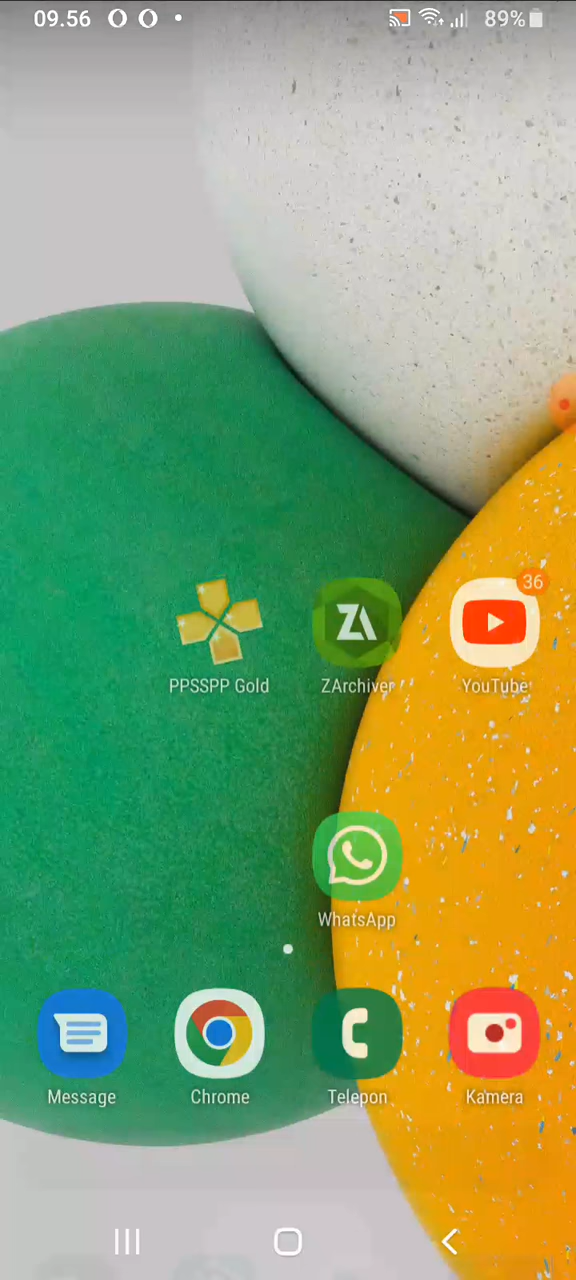 09.56 89%
36
PPSSPP Gold ZArchiver YouTube
WhatsApp
Message Chrome Telepon Kamera